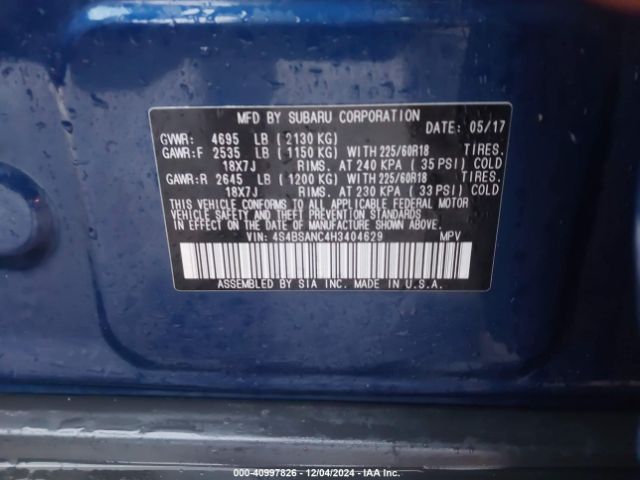 MFD BY SUBARU CORPORATION
DATE: 05/17
GVWR: 4695 LB (2130 KG)
GAWR:F 2535 LB (1150 KG) WITH 225/60R18 TIRES.
18X7J RIMS. AT 240 KPA (35 PSI) COLD
GAWR:R 2645 LB (1200 KG) WITH 225/60R18 TIRES.
18X7J RIMS. AT 230 KPA (33 PSI) COLD
THIS VEHICLE CONFORMS TO ALL APPLICABLE FEDERAL MOTOR
VEHICLE SAFETY AND THEFT PREVENTION STANDARDS
IN EFFECT ON THE DATE OF MANUFACTURE SHOWN ABOVE.
VIN: 4S4BSANC4H3404629 MPV
ASSEMBLED BY SIA INC. MADE IN U.S.A.
000-40997826 - 12/04/2024 - IAA Inc.